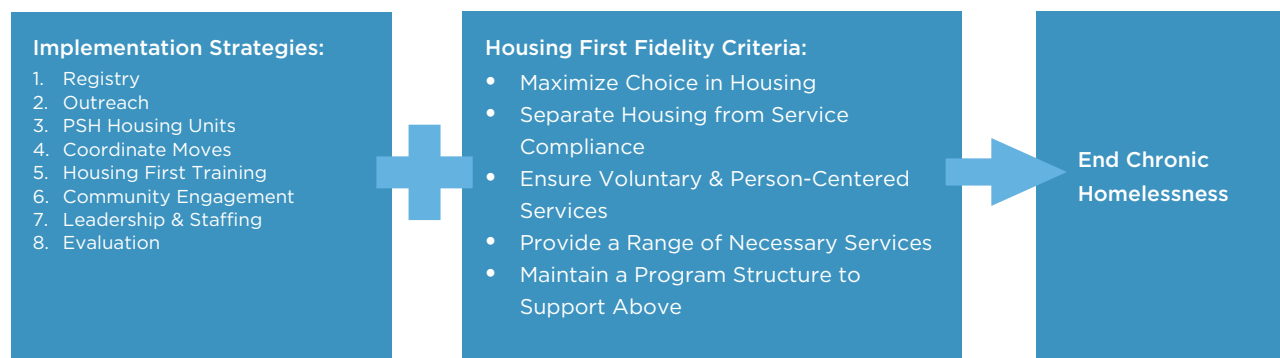 Implementation Strategies:
1. Registry
2. Outreach
3. PSH Housing Units
4. Coordinate Moves
5. Housing First Training
6. Community Engagement
7. Leadership & Staffing
8. Evaluation
Housing First Fidelity Criteria:
• Maximize Choice in Housing
• Separate Housing from Service
Compliance
• Ensure Voluntary & Person-Centered
Services
• Provide a Range of Necessary Services
• Maintain a Program Structure to
Support Above
End Chronic
Homelessness